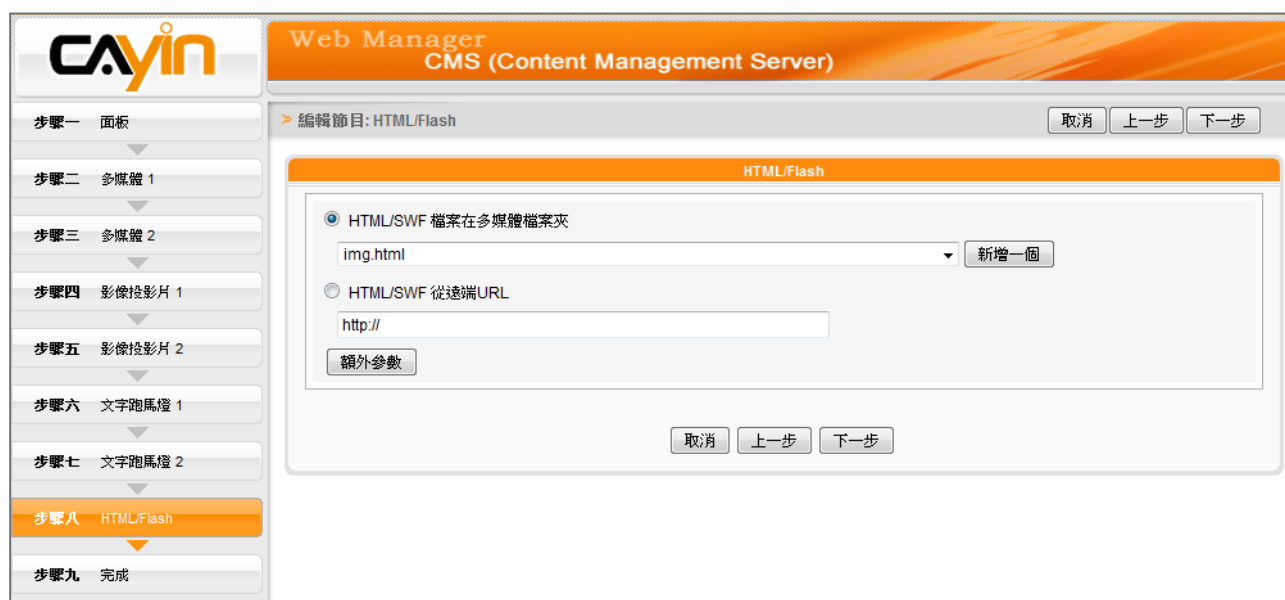 CAYIN
Web Manager
CMS (Content Management Server)
步驟一 面板
步驟二 多媒體 1
步驟三 多媒體 2
步驟四 影像投影片 1
步驟五 影像投影片 2
步驟六 文字跑馬燈 1
步驟七 文字跑馬燈 2
步驟八 HTML/Flash
步驟九 完成
> 編輯節目: HTML/Flash
取消 上一步 下一步
HTML/Flash
HTML/SWF 檔案在多媒體檔案夾
img.html 新增一個
HTML/SWF 從遠端URL
http://
額外參數
取消 上一步 下一步